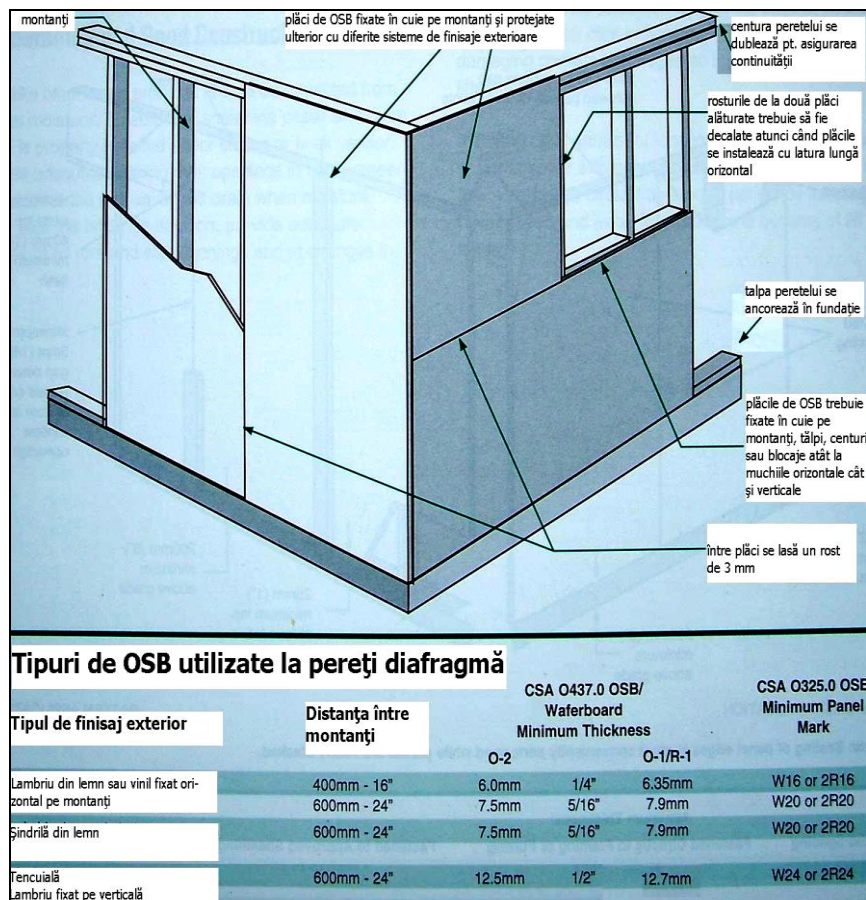 montanți
plăci de OSB fixate în cuie pe montanți și protejate
ulterior cu diferite sisteme de finisaje exterioare
centura peretelui se
dublează pt. asigurarea
continuității
rosturile de la două plăci
alăturate trebuie să fie
decalate atunci când plăcile
se instalează cu latura lungă
orizontal
talpa peretelui se
ancorează în fundație
plăcile de OSB trebuie
fixate în cuie pe
montanți, tălpi, centuri
sau blocaje atât la
muchiile orizontale cât
și verticale
între plăci se lasă un rost
de 3 mm
Tipuri de OSB utilizate la pereți diafragmă
Tipul de finisaj exterior
Distanța între
montanți
CSA O437.0 OSB/
Waferboard
Minimum Thickness
O-2 O-1/R-1
CSA O325.0 OSB
Minimum Panel
Mark
Lambriu din lemn sau vinil fixat ori-
zontal pe montanți
400mm - 16" 6.0mm 1/4" 6.35mm W16 or 2R16
600mm - 24" 7.5mm 5/16" 7.9mm W20 or 2R20
Șindrilă din lemn 600mm - 24" 7.5mm 5/16" 7.9mm W20 or 2R20
Tencuială 600mm - 24" 12.5mm 1/2" 12.7mm W24 or 2R24
Lambriu fixat pe verticală